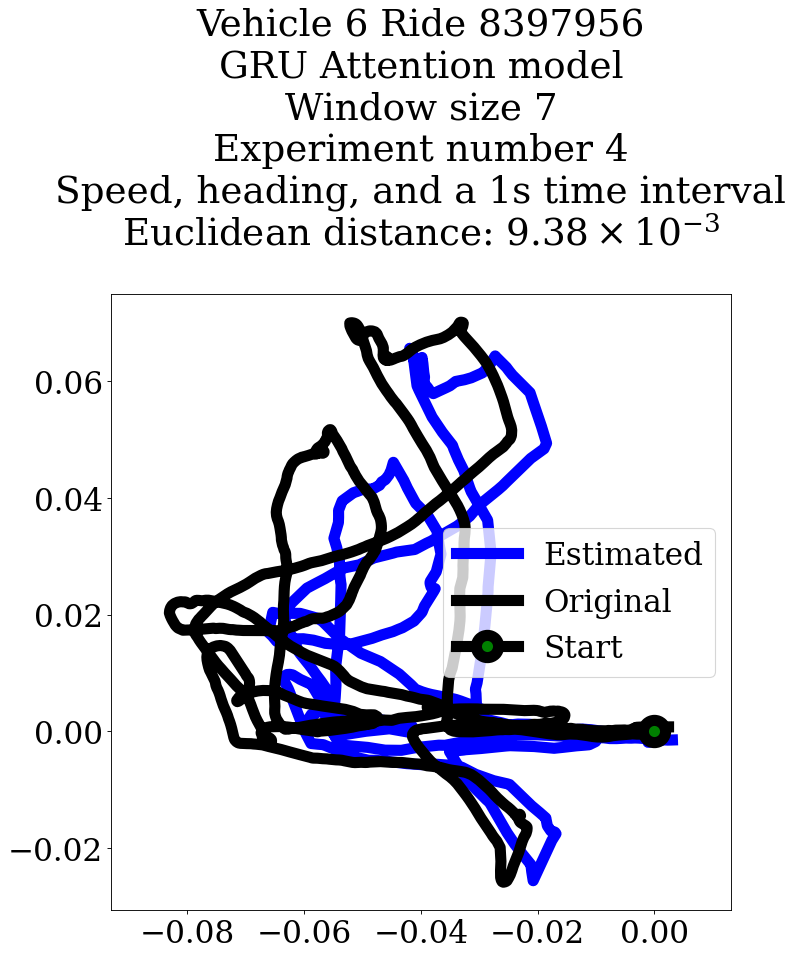 Vehicle 6 Ride 8397956
GRU Attention model
Window size 7
Experiment number 4
Speed, heading, and a 1s time interval
Euclidean distance: 9.38 × 10⁻³
0.06
0.04
0.02
0.00
−0.02
Estimated
Original
Start
−0.08 −0.06 −0.04 −0.02 0.00